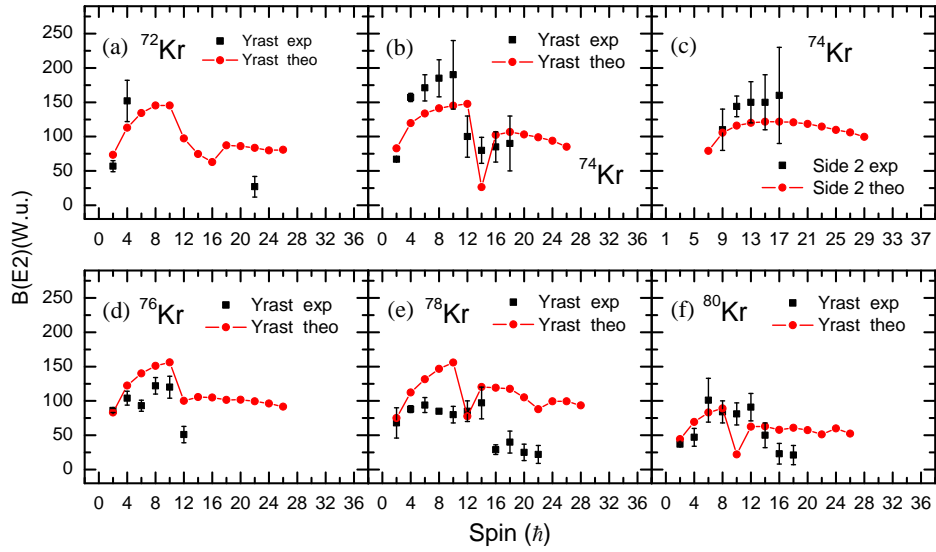 (a) ⁷²Kr
Yrast exp
Yrast theo
(b)
Yrast exp
Yrast theo
⁷⁴Kr
(c) ⁷⁴Kr
Side 2 exp
Side 2 theo
250
200
150
100
50
0
0 4 8 12 16 20 24 28 32 36
0 4 8 12 16 20 24 28 32 36
1 5 9 13 17 21 25 29 33 37
B(E2)(W.u.)
(d) ⁷⁶Kr
Yrast exp
Yrast theo
(e) ⁷⁸Kr
Yrast exp
Yrast theo
(f) ⁸⁰Kr
Yrast exp
Yrast theo
250
200
150
100
50
0
0 4 8 12 16 20 24 28 32 36
0 4 8 12 16 20 24 28 32 36
0 4 8 12 16 20 24 28 32 36
Spin (ℏ)